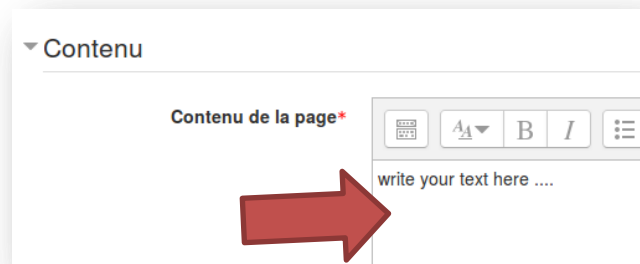 Contenu
Contenu de la page*
B I
write your text here ....